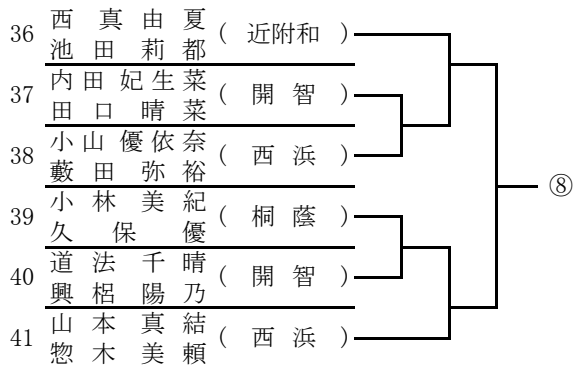 36 西 真 由 夏 ( 近附和 )
池 田 莉 都
37 内 田 妃 生 菜 ( 開 智 )
田 口 晴 菜
38 小 山 優 依 奈 ( 西 浜 )
藪 田 弥 裕
39 小 林 美 紀 ( 桐 蔭 )
久 保 優
40 道 法 千 晴 ( 開 智 )
興 梠 陽 乃
41 山 本 真 結 ( 西 浜 )
惣 木 美 頼
⑧